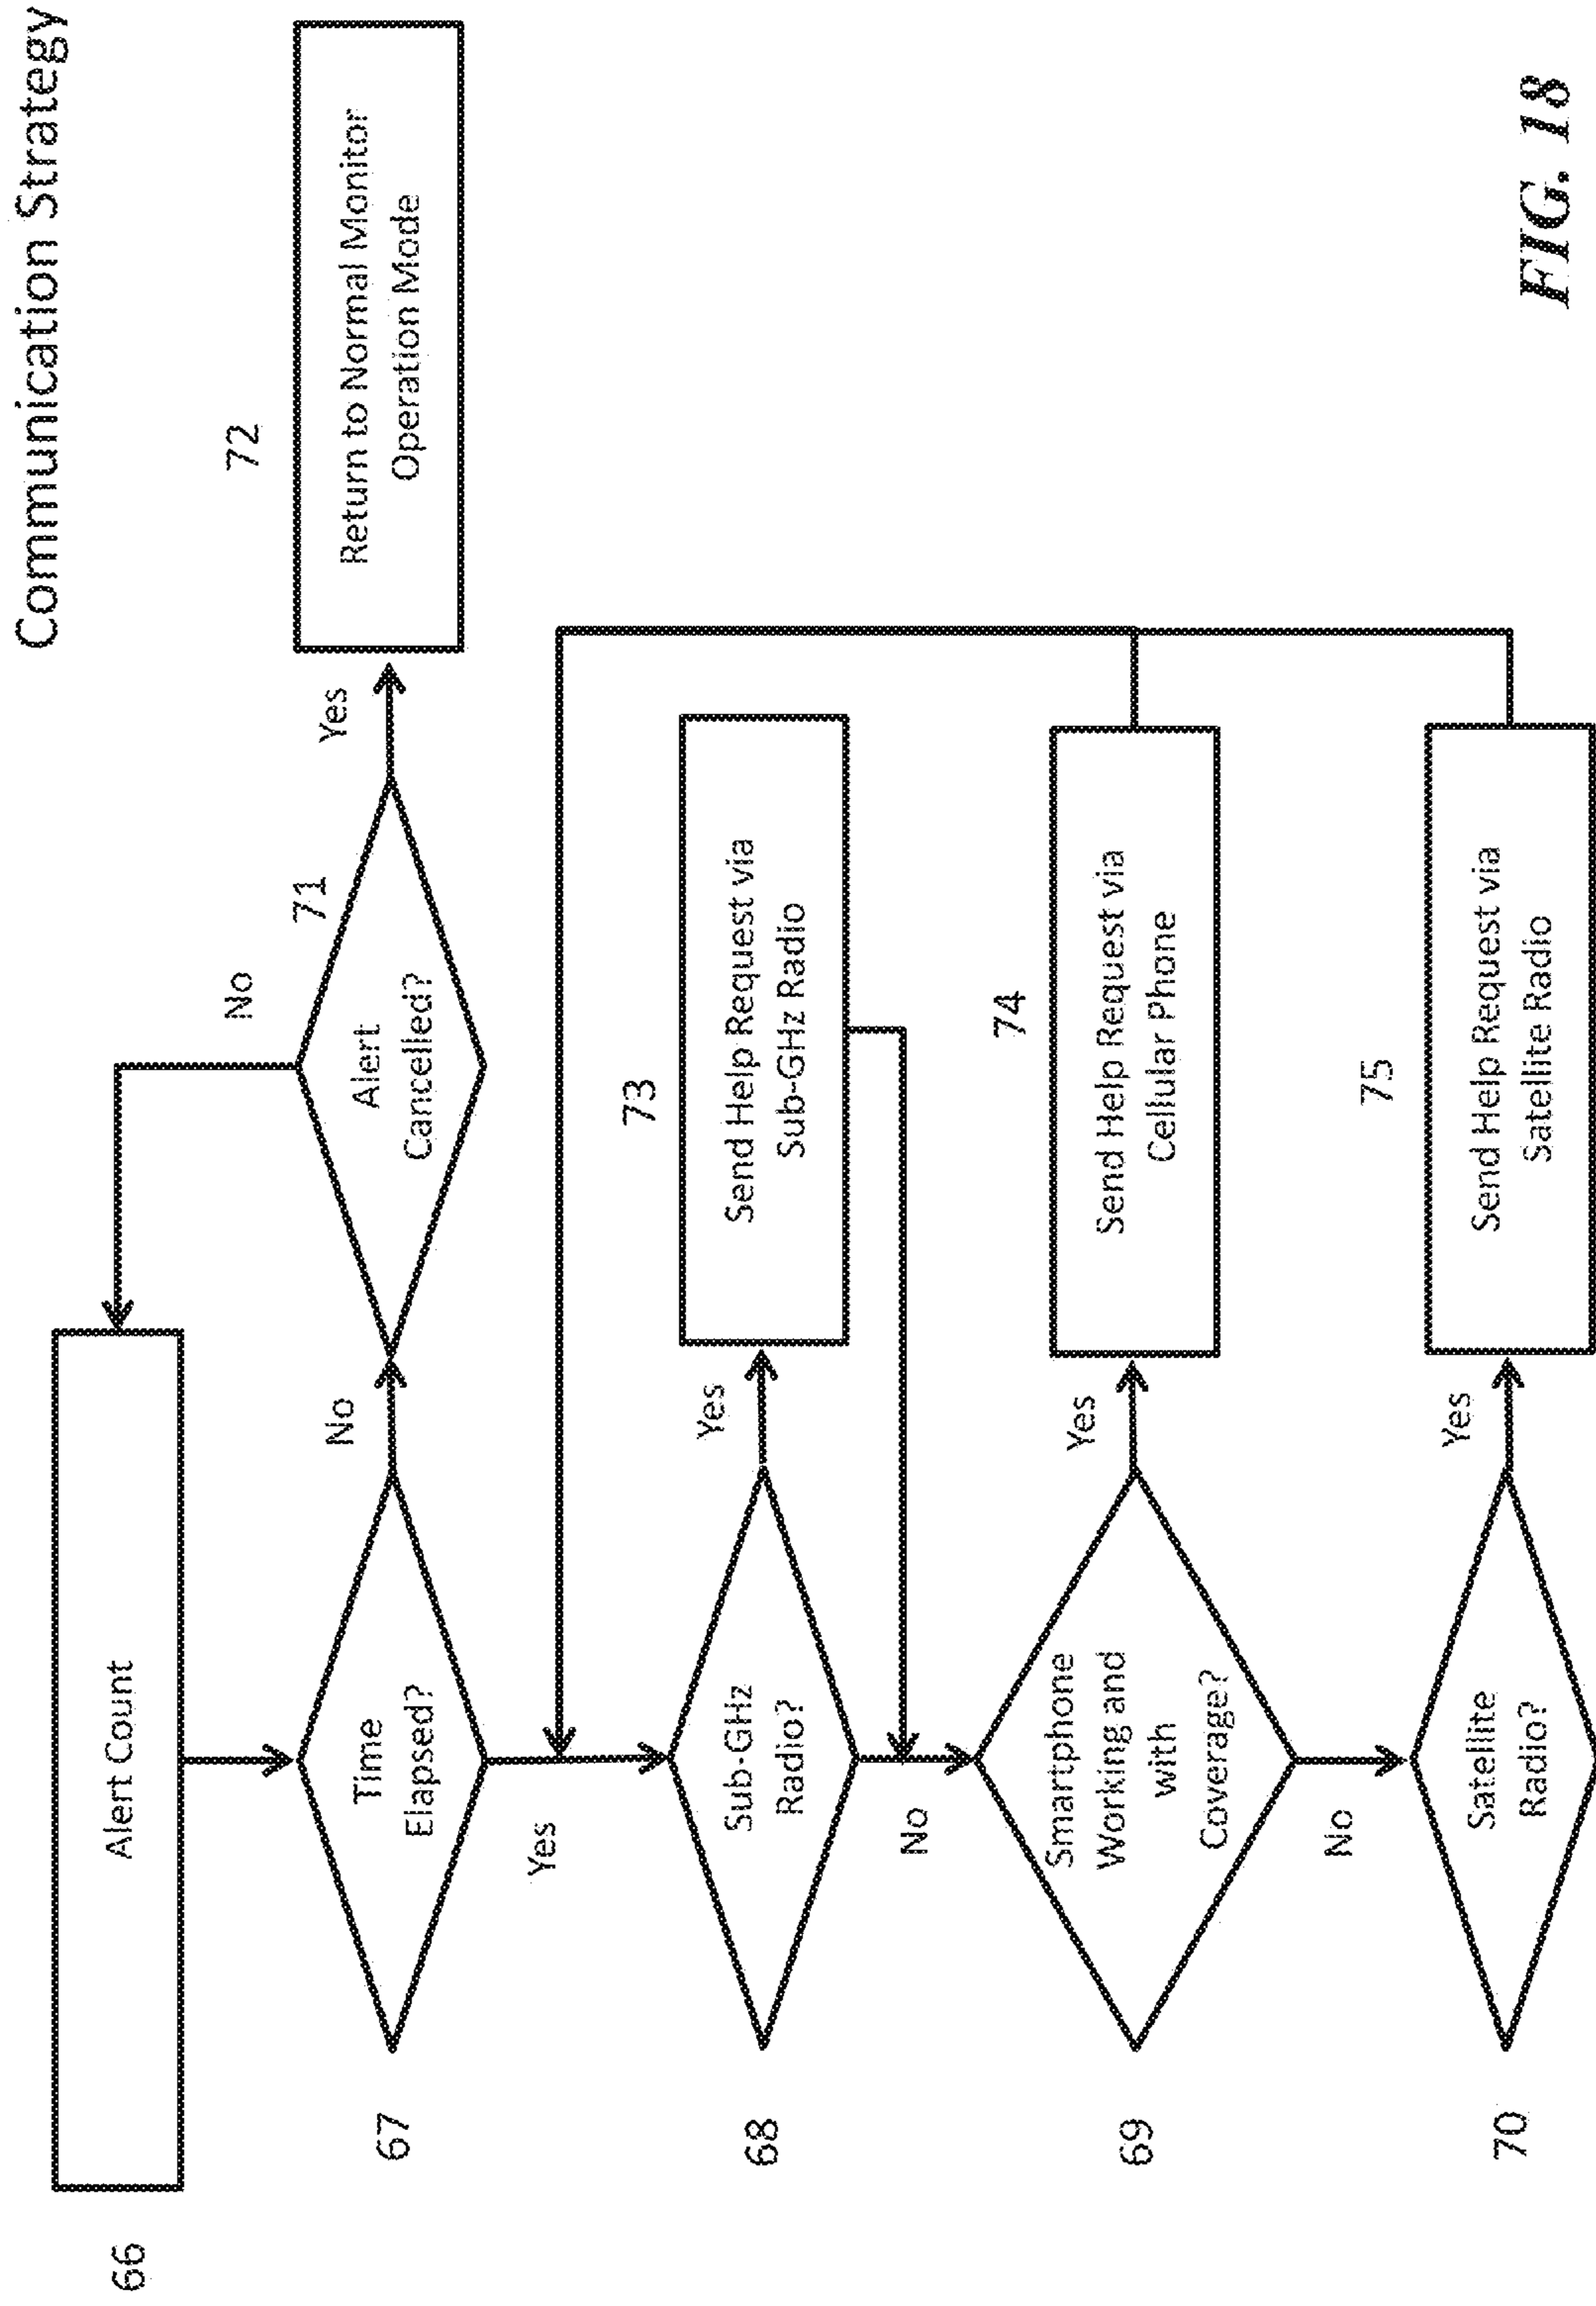 Communication Strategy
66
Alert Count
No
72
67
Time
Elapsed?
No
71
Alert
Cancelled?
Yes
Return to Normal Monitor
Operation Mode
Yes
73
68
Sub-GHz
Radio?
Yes
Send Help Request via
Sub-GHz Radio
No
74
69
Smartphone
Working and
with
Coverage?
Yes
Send Help Request via
Cellular Phone
No
75
70
Satellite
Radio?
Yes
Send Help Request via
Satellite Radio
FIG. 18